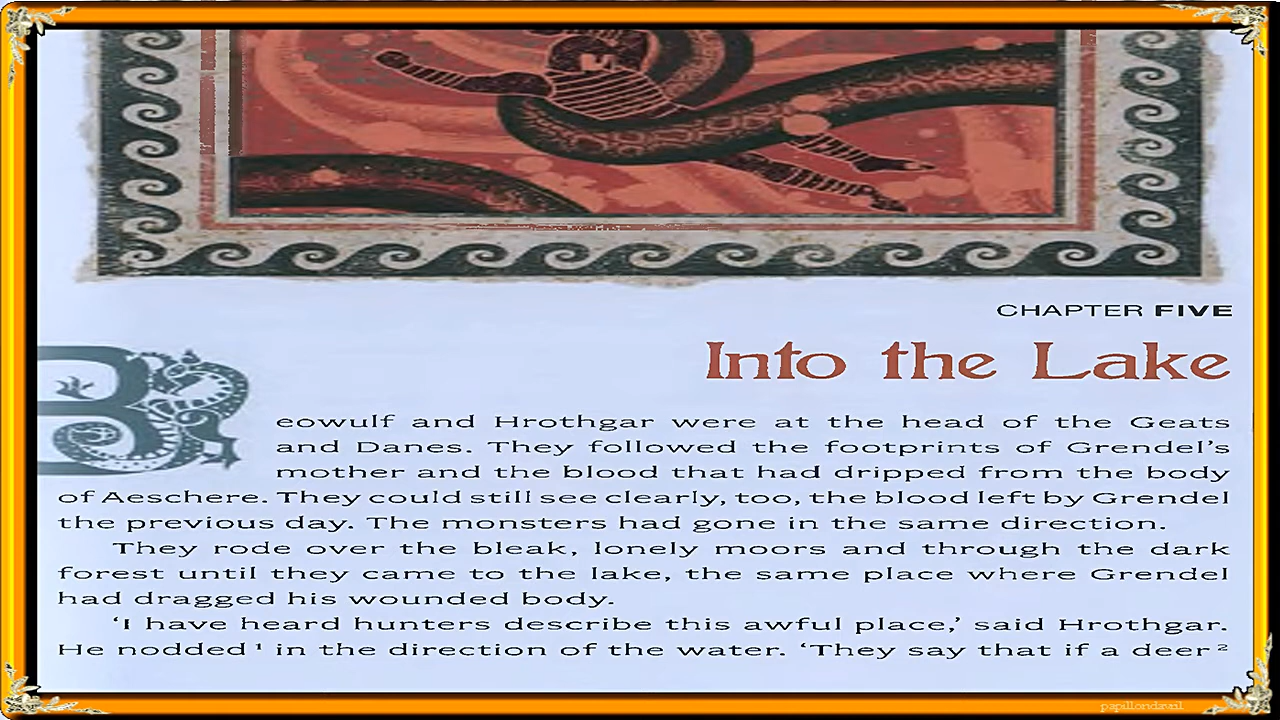 CHAPTER FIVE
Into the Lake
Beowulf and Hrothgar were at the head of the Geats
and Danes. They followed the footprints of Grendel’s
mother and the blood that had dripped from the body
of Aeschere. They could still see clearly, too, the blood left by Grendel
the previous day. The monsters had gone in the same direction.
They rode over the bleak, lonely moors and through the dark
forest until they came to the lake, the same place where Grendel
had dragged his wounded body.
‘I have heard hunters describe this awful place,’ said Hrothgar.
He nodded ¹ in the direction of the water. ‘They say that if a deer ²